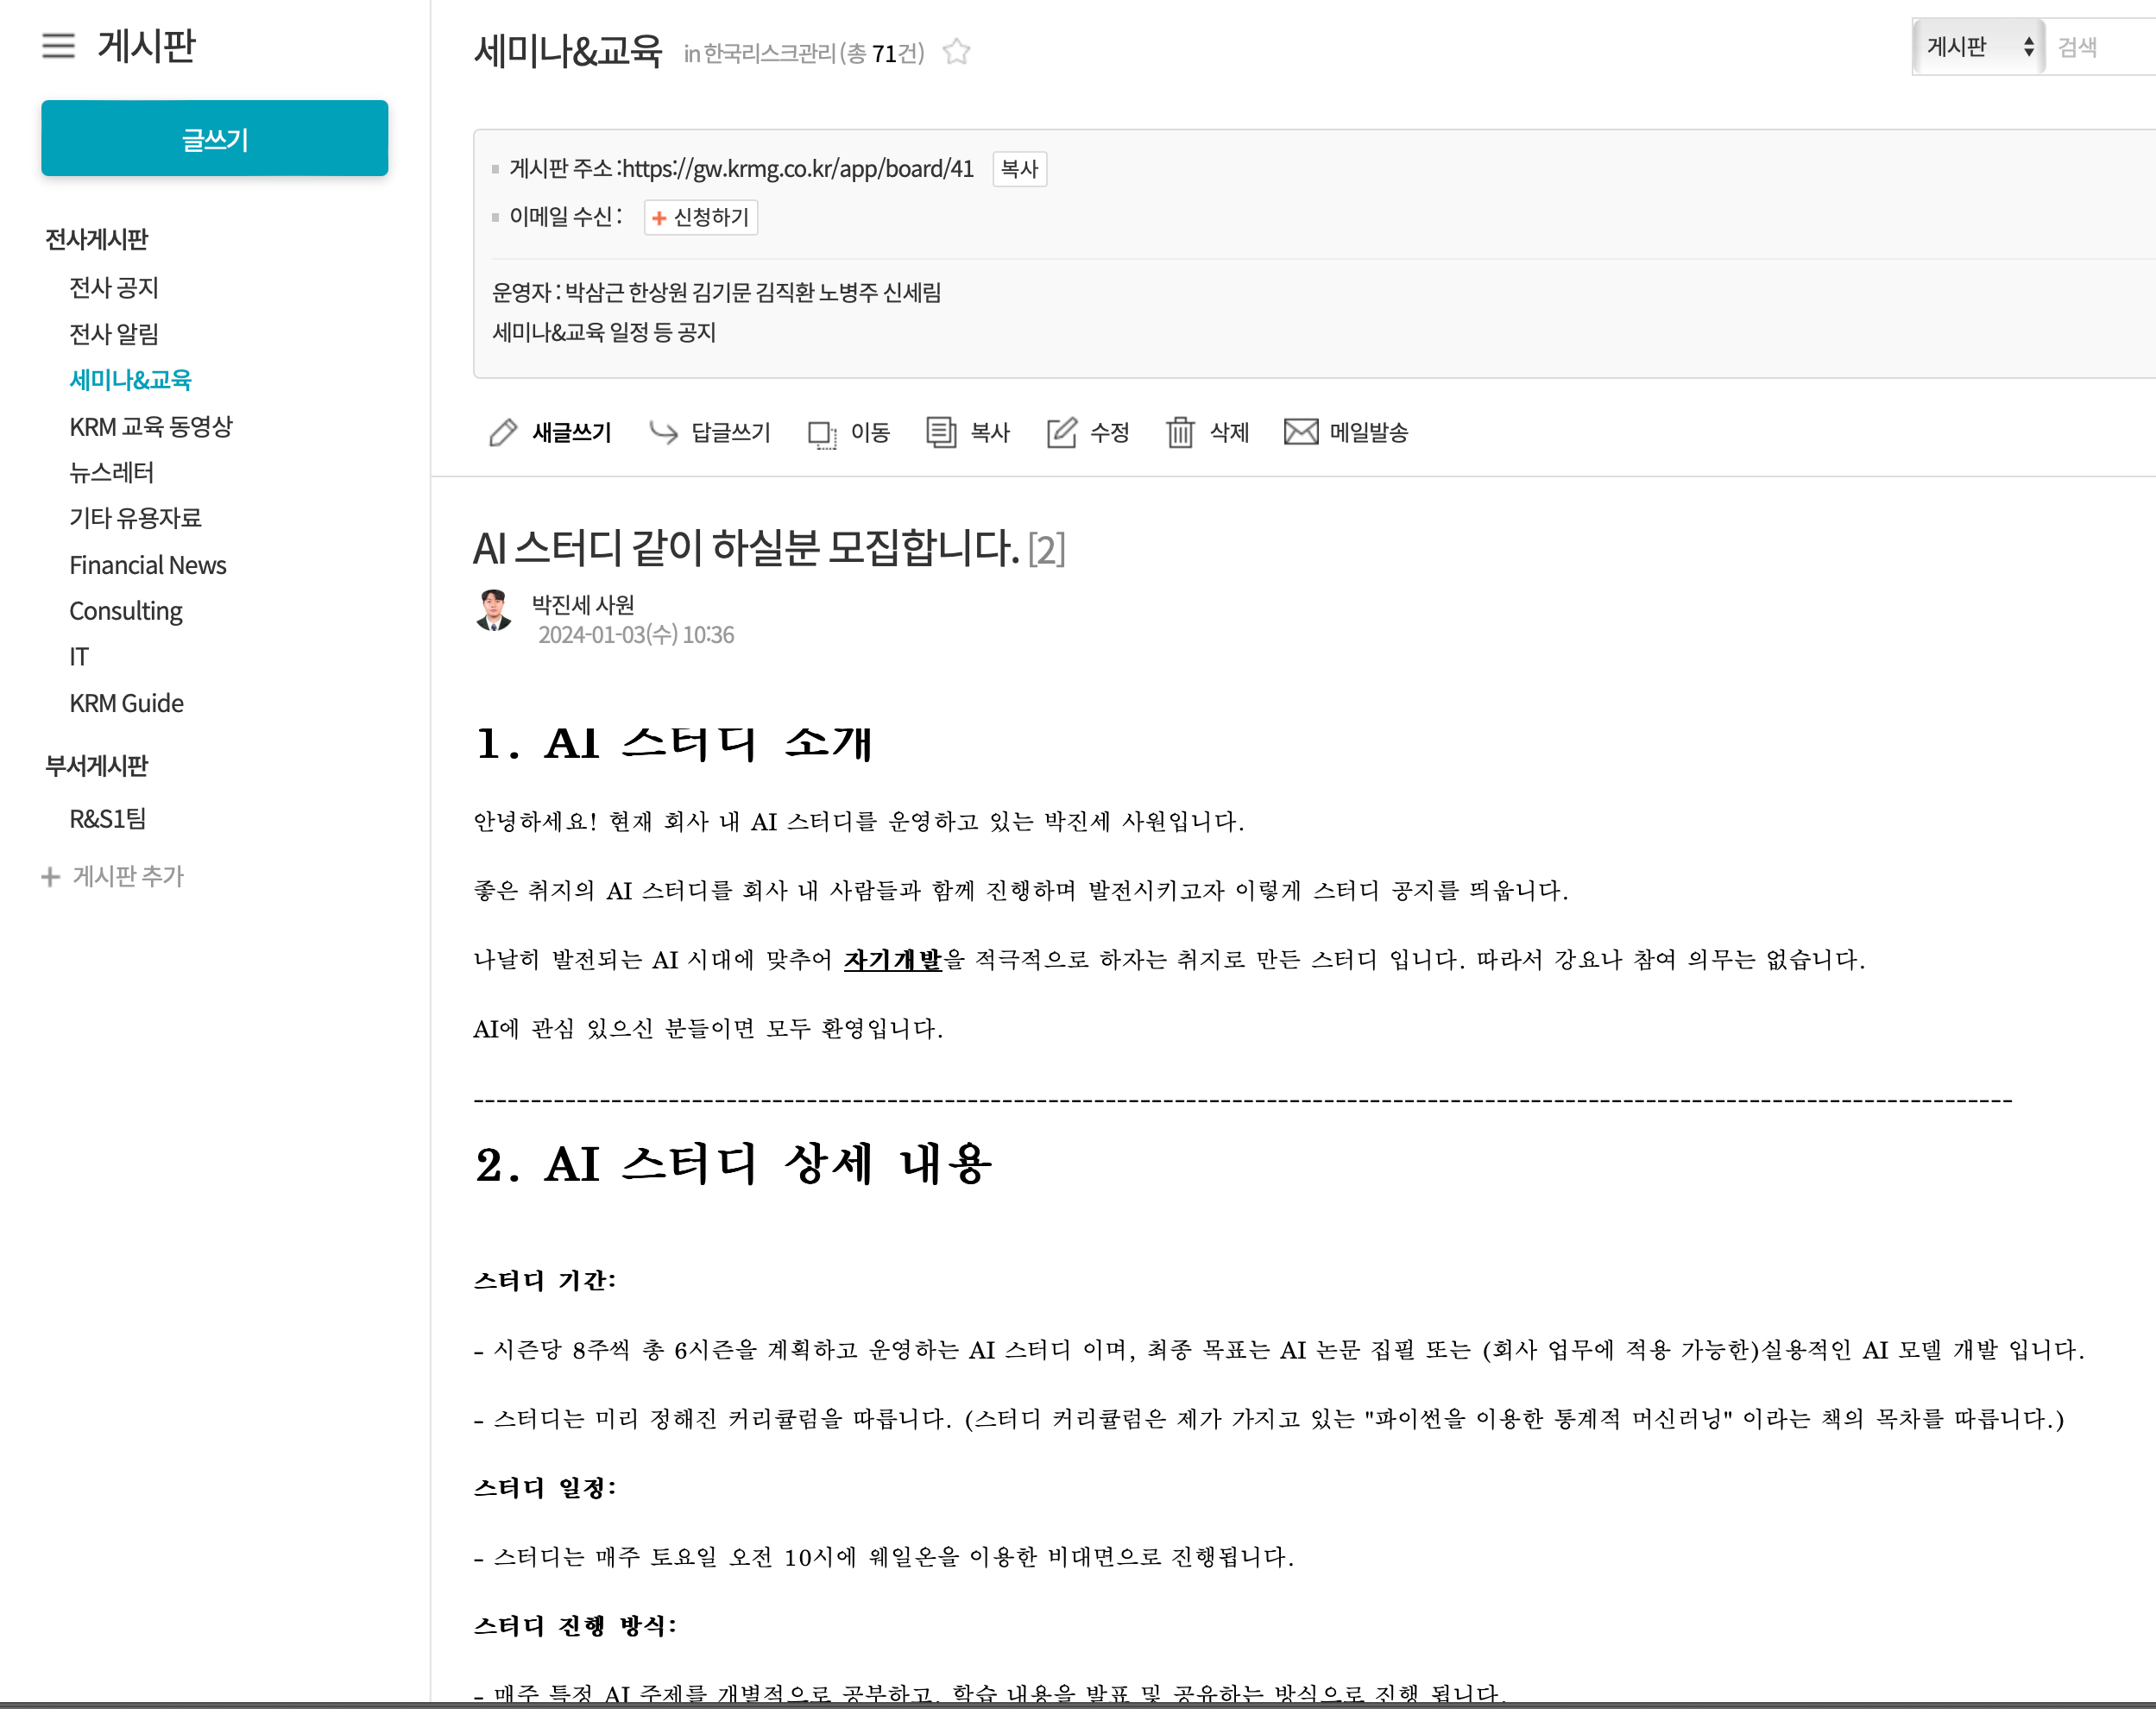 게시판
글쓰기
전사게시판
전사 공지
전사 알림
세미나&교육
KRM 교육 동영상
뉴스레터
기타 유용자료
Financial News
Consulting
IT
KRM Guide
부서게시판
R&S1팀
+ 게시판 추가
세미나&교육 in 한국리스크관리 (총 71건)
게시판 검색
게시판 주소 :https://gw.krmg.co.kr/app/board/41 복사
이메일 수신 : + 신청하기
운영자 : 박삼근 한상원 김기문 김직환 노병주 신세림
세미나&교육 일정 등 공지
새글쓰기 답글쓰기 이동 복사 수정 삭제 메일발송
AI 스터디 같이 하실분 모집합니다. [2]
박진세 사원
2024-01-03(수) 10:36
1. AI 스터디 소개
안녕하세요! 현재 회사 내 AI 스터디를 운영하고 있는 박진세 사원입니다.
좋은 취지의 AI 스터디를 회사 내 사람들과 함께 진행하며 발전시키고자 이렇게 스터디 공지를 띄웁니다.
나날히 발전되는 AI 시대에 맞추어 자기개발을 적극적으로 하자는 취지로 만든 스터디 입니다. 따라서 강요나 참여 의무는 없습니다.
AI에 관심 있으신 분들이면 모두 환영입니다.
2. AI 스터디 상세 내용
스터디 기간:
- 시즌당 8주씩 총 6시즌을 계획하고 운영하는 AI 스터디 이며, 최종 목표는 AI 논문 집필 또는 (회사 업무에 적용 가능한)실용적인 AI 모델 개발 입니다.
- 스터디는 미리 정해진 커리큘럼을 따릅니다. (스터디 커리큘럼은 제가 가지고 있는 "파이썬을 이용한 통계적 머신러닝" 이라는 책의 목차를 따릅니다.)
스터디 일정:
- 스터디는 매주 토요일 오전 10시에 웨일온을 이용한 비대면으로 진행됩니다.
스터디 진행 방식:
- 매주 특정 AI 주제를 개별적으로 공부하고, 학습 내용을 발표 및 공유하는 방식으로 진행 됩니다.